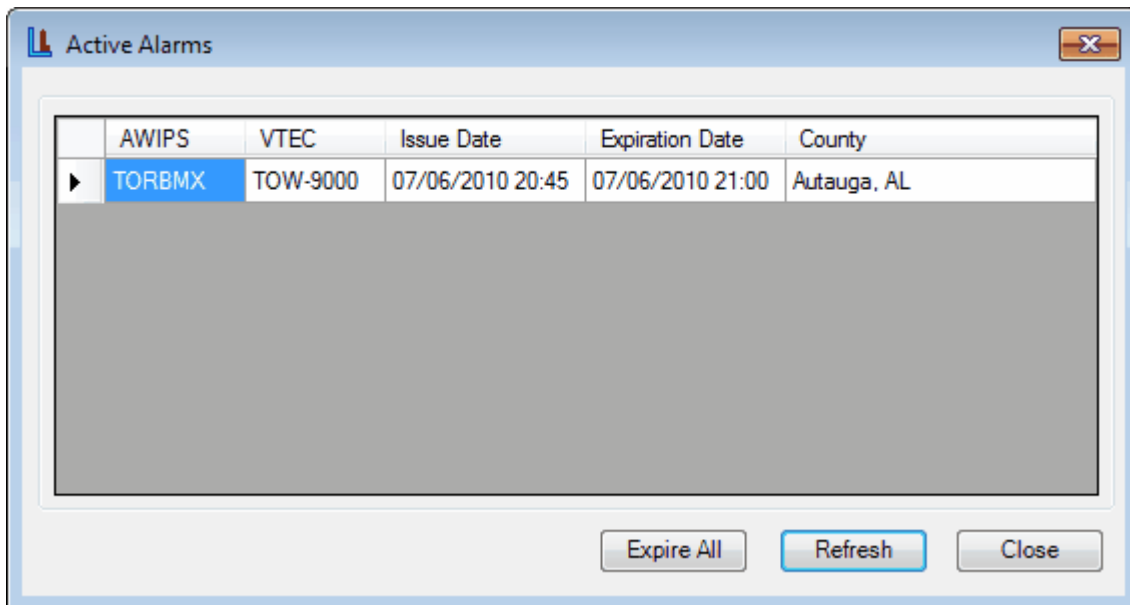 Active Alarms
AWIPS VTEC Issue Date Expiration Date County
TORBMX TOW-9000 07/06/2010 20:45 07/06/2010 21:00 Autauga, AL
Expire All Refresh Close